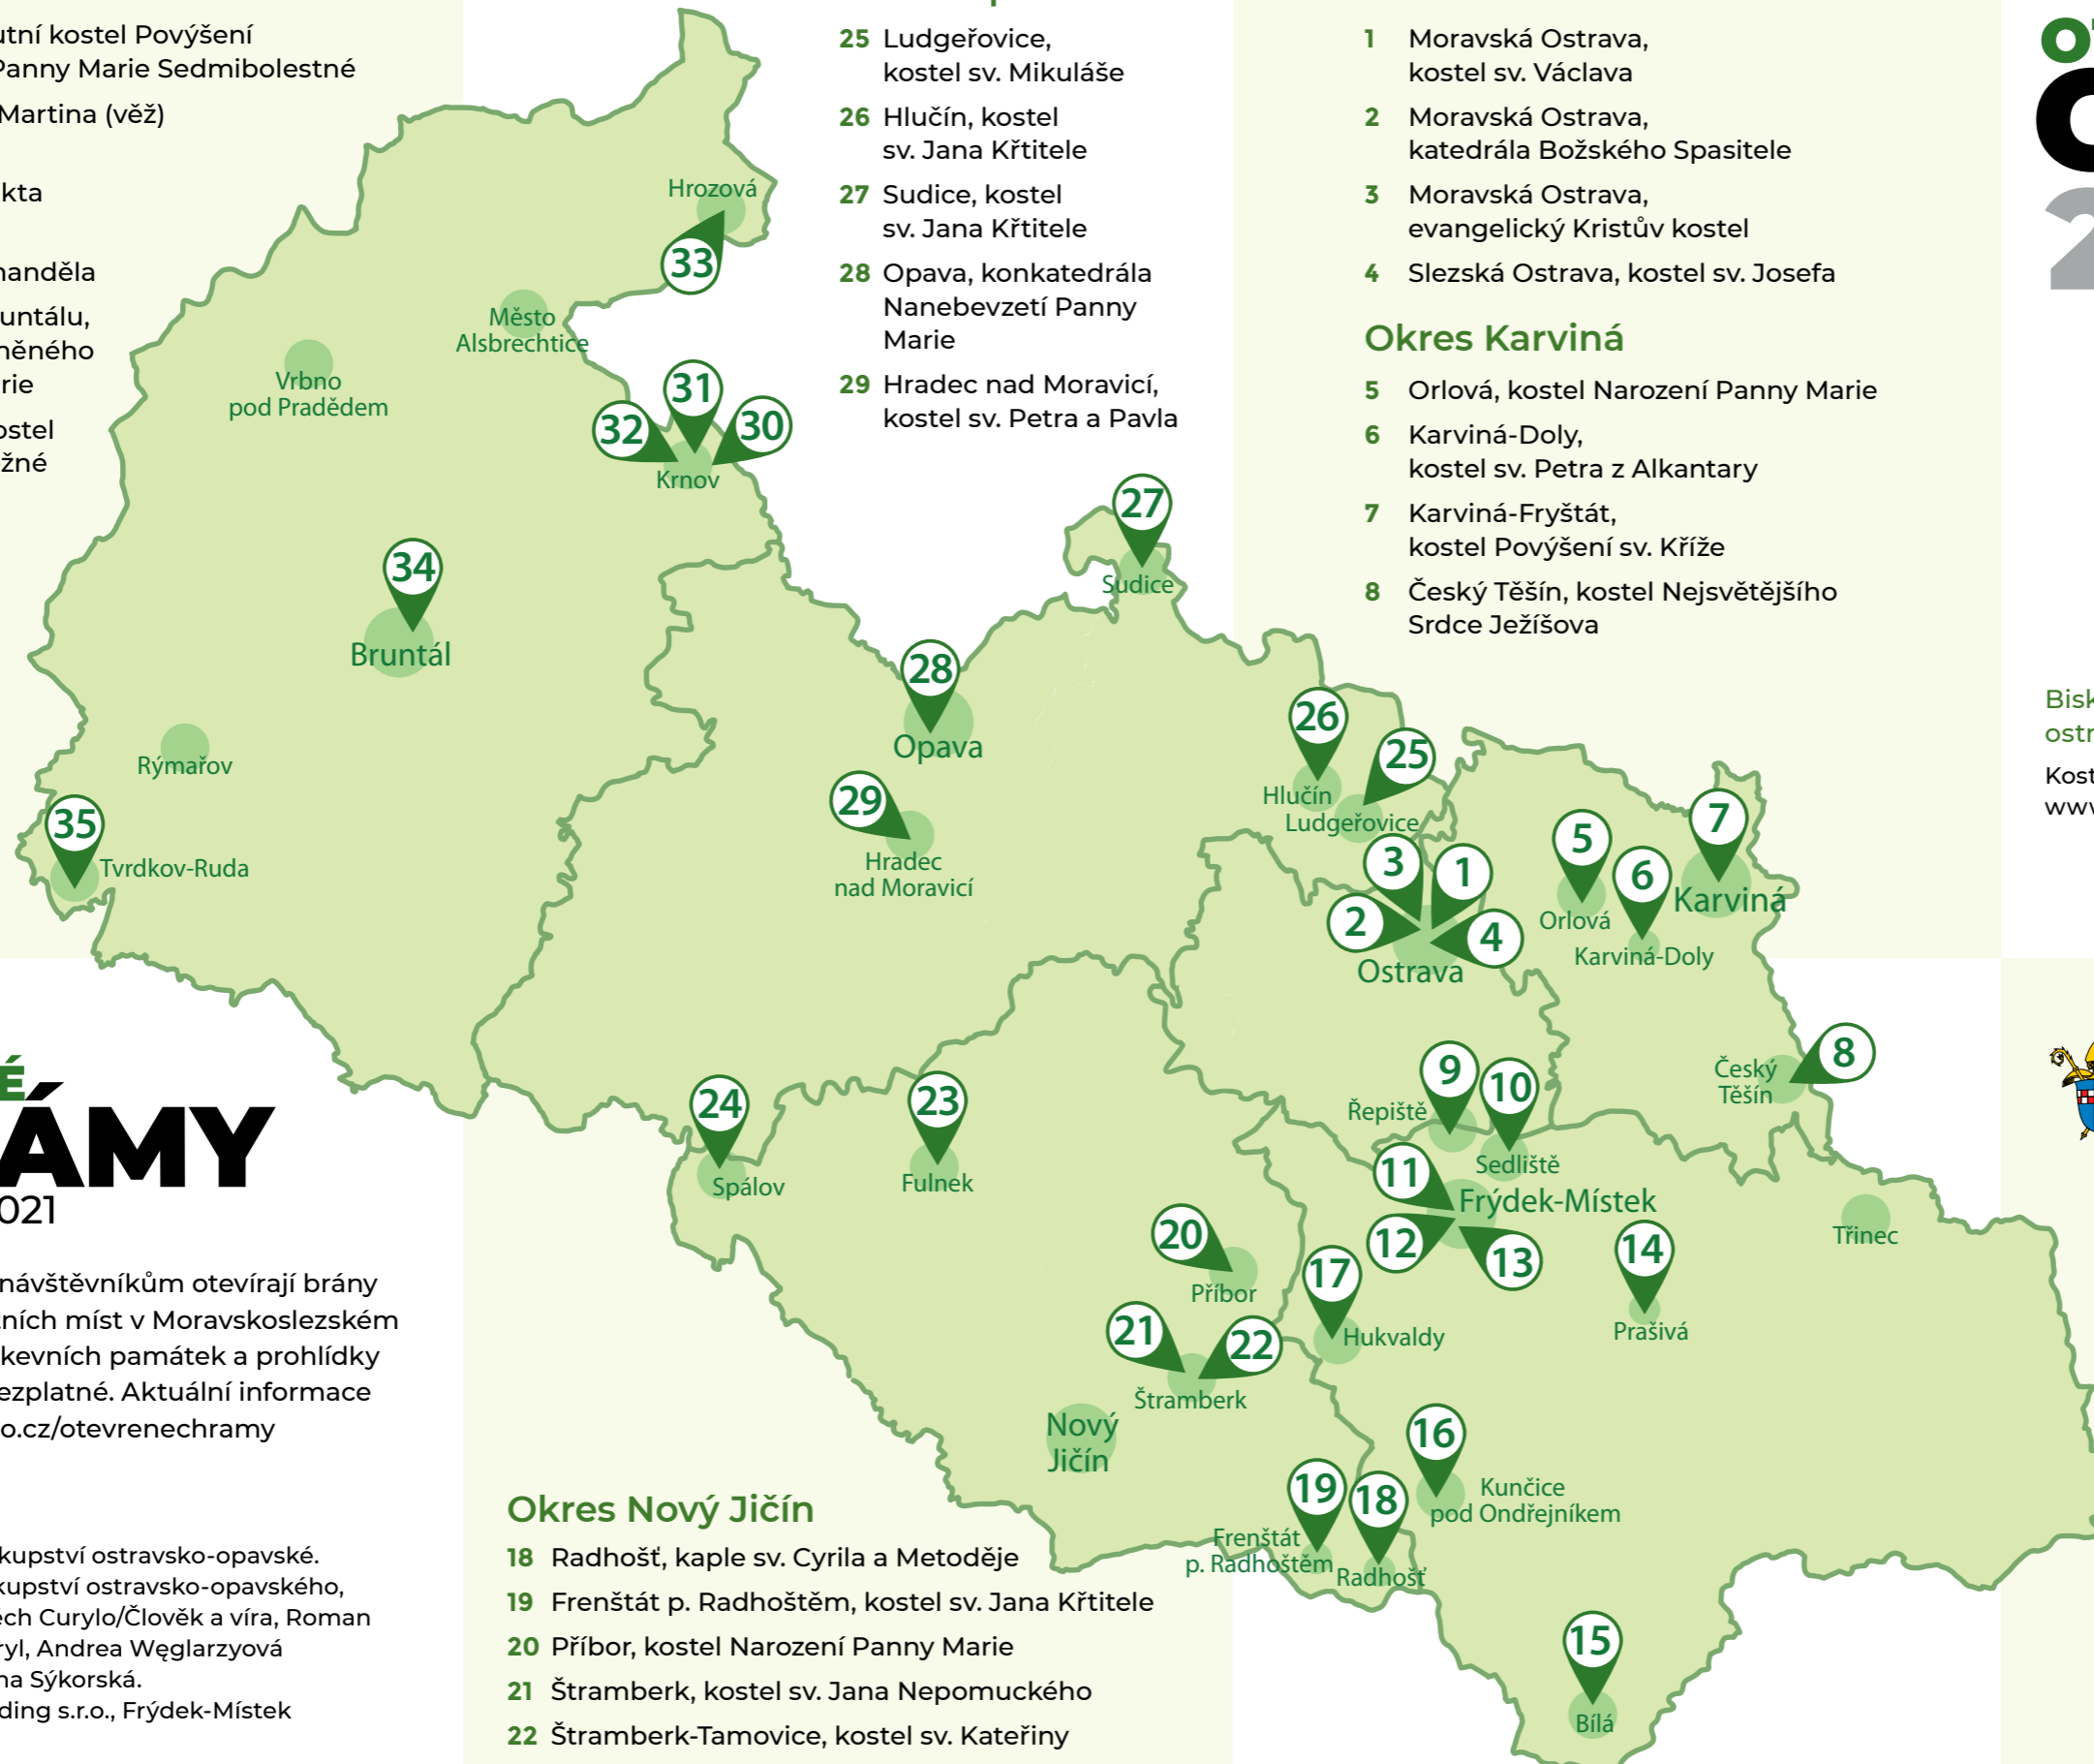 utní kostel Povýšení
Panny Marie Sedmibolestné
Martina (věž)
kta
handěla
untálu,
něného
rie
ostel
žné
25 Ludgeřovice,
kostel sv. Mikuláše
26 Hlučín, kostel
sv. Jana Křtitele
27 Sudice, kostel
sv. Jana Křtitele
28 Opava, konkatedrála
Nanebevzetí Panny
Marie
29 Hradec nad Moravicí,
kostel sv. Petra a Pavla
1 Moravská Ostrava,
kostel sv. Václava
2 Moravská Ostrava,
katedrála Božského Spasitele
3 Moravská Ostrava,
evangelický Kristův kostel
4 Slezská Ostrava, kostel sv. Josefa
Okres Karviná
5 Orlová, kostel Narození Panny Marie
6 Karviná-Doly,
kostel sv. Petra z Alkantary
7 Karviná-Fryštát,
kostel Povýšení sv. Kříže
8 Český Těšín, kostel Nejsvětějšího
Srdce Ježíšova
Bisk
ostr
Kost
www
Hrozová
33
Město
Alsbrechtice
Vrbno
pod Pradědem
31
32
30
Krnov
27
Sudice
34
Bruntál
28
Opava
26
25
Hlučín
Ludgeřovice
Rýmařov
35
Tvrdkov-Ruda
29
Hradec
nad Moravicí
3
1
2
4
Ostrava
5
6
7
Orlová
Karviná
Karviná-Doly
8
Český
Těšín
9
10
Řepiště
Sedliště
11
Frýdek-Místek
12
13
24
Spálov
23
Fulnek
20
Příbor
17
Hukvaldy
14
Prašivá
Třinec
21
22
Štramberk
Nový
Jičín
16
Kunčice
pod Ondřejníkem
19
18
Frenštát
p. Radhoštěm
Radhošť
15
Bílá
É
ÁMY
021
návštěvníkům otevírají brány
tních míst v Moravskoslezském
kevních památek a prohlídky
ezplatné. Aktuální informace
o.cz/otevrenechramy
kupství ostravsko-opavské.
kupství ostravsko-opavského,
ěch Curylo/Člověk a víra, Roman
ryl, Andrea Węglarzyová
na Sýkorská.
ding s.r.o., Frýdek-Místek
Okres Nový Jičín
18 Radhošť, kaple sv. Cyrila a Metoděje
19 Frenštát p. Radhoštěm, kostel sv. Jana Křtitele
20 Příbor, kostel Narození Panny Marie
21 Štramberk, kostel sv. Jana Nepomuckého
22 Štramberk-Tamovice, kostel sv. Kateřiny